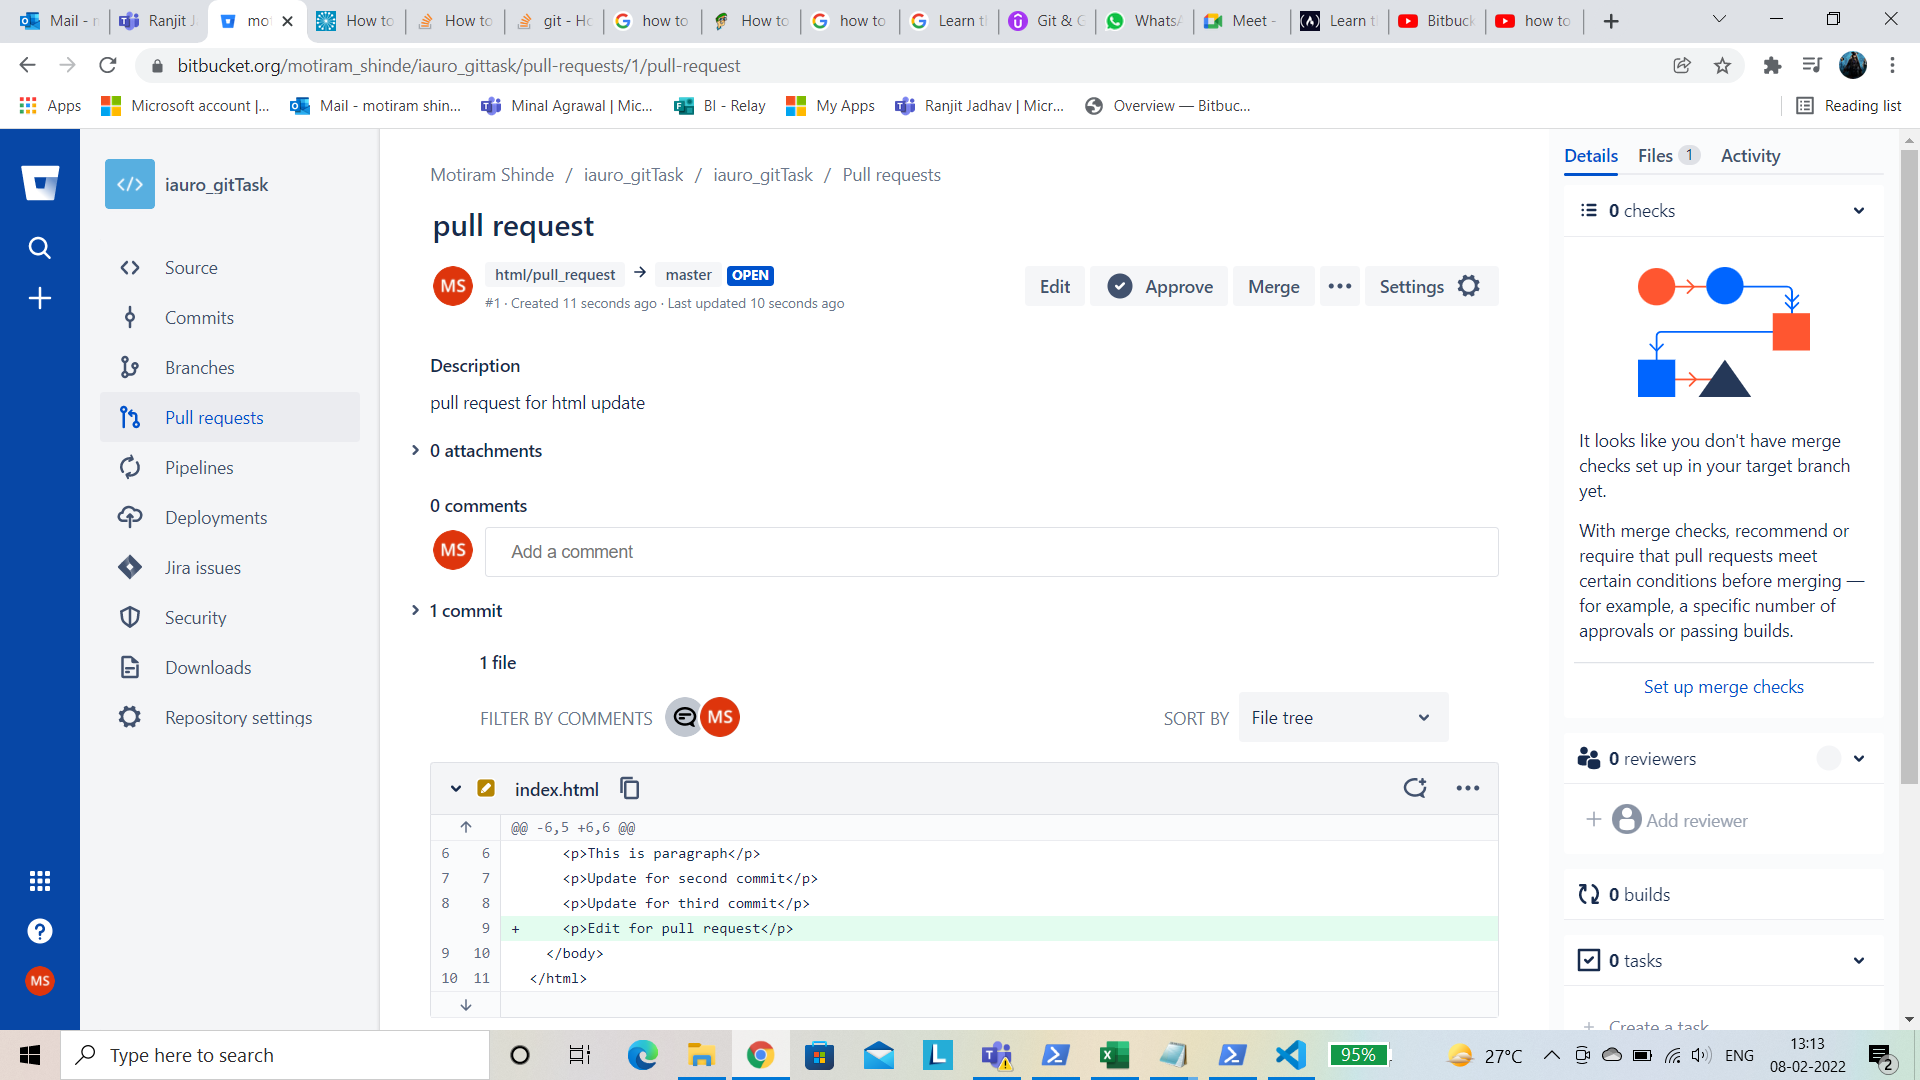 Mail - r
Ranjit J
mot
How to
How to
git - Ho
how to
How to
how to
Learn th
Git & G
WhatsA
Meet -
Learn t
Bitbuck
how to
bitbucket.org/motiram_shinde/iauro_gittask/pull-requests/1/pull-request
Apps
Microsoft account |...
Mail - motiram shin...
Minal Agrawal | Mic...
BI - Relay
My Apps
Ranjit Jadhav | Micr...
Overview — Bitbuc...
Reading list
iauro_gitTask
Source
Commits
Branches
Pull requests
Pipelines
Deployments
Jira issues
Security
Downloads
Repository settings
MS
Motiram Shinde / iauro_gitTask / iauro_gitTask / Pull requests
pull request
MS
html/pull_request → master OPEN
#1 · Created 11 seconds ago · Last updated 10 seconds ago
Edit
Approve
Merge
Settings
Description
pull request for html update
0 attachments
0 comments
MS
Add a comment
1 commit
1 file
FILTER BY COMMENTS
MS
SORT BY
File tree
index.html
@@ -6,5 +6,6 @@
6 6 <p>This is paragraph</p>
7 7 <p>Update for second commit</p>
8 8 <p>Update for third commit</p>
9 + <p>Edit for pull request</p>
9 10 </body>
10 11 </html>
Details
Files 1
Activity
0 checks
It looks like you don't have merge
checks set up in your target branch
yet.
With merge checks, recommend or
require that pull requests meet
certain conditions before merging —
for example, a specific number of
approvals or passing builds.
Set up merge checks
0 reviewers
Add reviewer
0 builds
0 tasks
Create a task
Type here to search
95%
27°C
ENG
13:13
08-02-2022
2